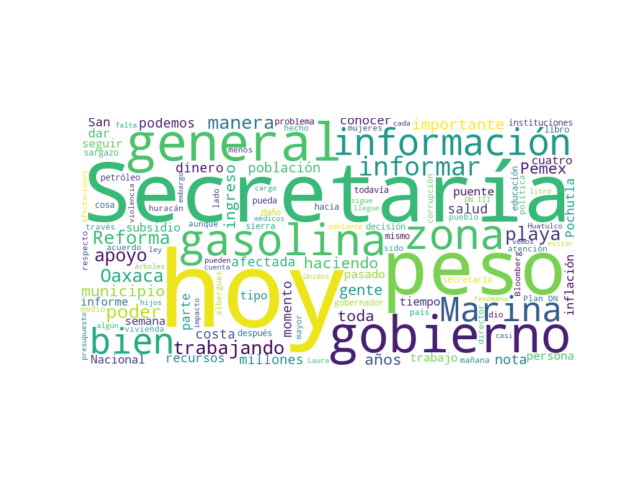 San
falta
podemos
manera
problema
conocer
cada
importante
instituciones
dar
hecho
mujeres
libro
seguir
general
información
sargazo
menos
Secretaría
dinero
población
informar
cuatro
Pemex
petróleo
embargo
cargo
todavía
puente
educación
litro
cosa
violencia
lado
ingreso
pueda
sigue
corrupción
salud
DN III
política
Pochutla
afectaciones
huracán
daño
hacia
llegue
pueblo
través
subsidio
aunque
médicos
sierra
adelante
decisión
vemos
Huatulco
Reforma
gasolina
mismo
zona
atención
evitar
playa
respecto
acuerdo
ley
hoy
peso
apoyo
árboles
pueden
afectada
haciendo
sido
Bloomberg
inflación
Oaxaca
cuenta
Unidos
pasado
secretario
municipio
albergues
tipo
gente
gobernador
fenómeno
Plan DN
informe
hijos
impacto
parte
momento
tiempo
país
Marina
presupuesto
medio
poder
mayor
toda
director
dio
algún
vivienda
semana
costa
después
gobierno
casi
bien
trabajando
Nacional
recursos
millones
Laura
años
trabajo
mañana
nota
persona